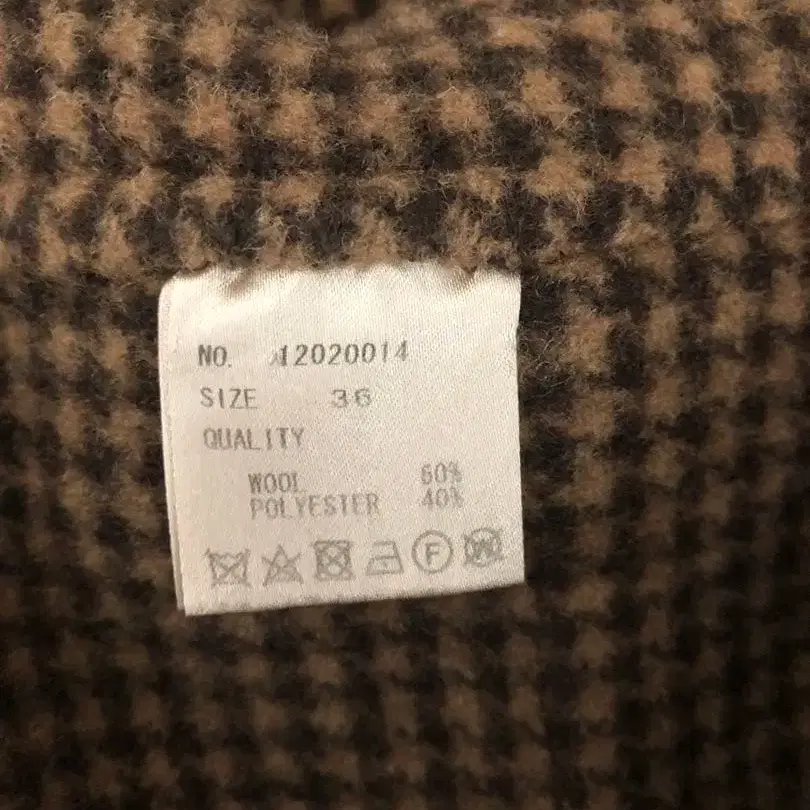 NO. 12020014
SIZE 36
QUALITY
WOOL 60%
POLYESTER 40%
F W